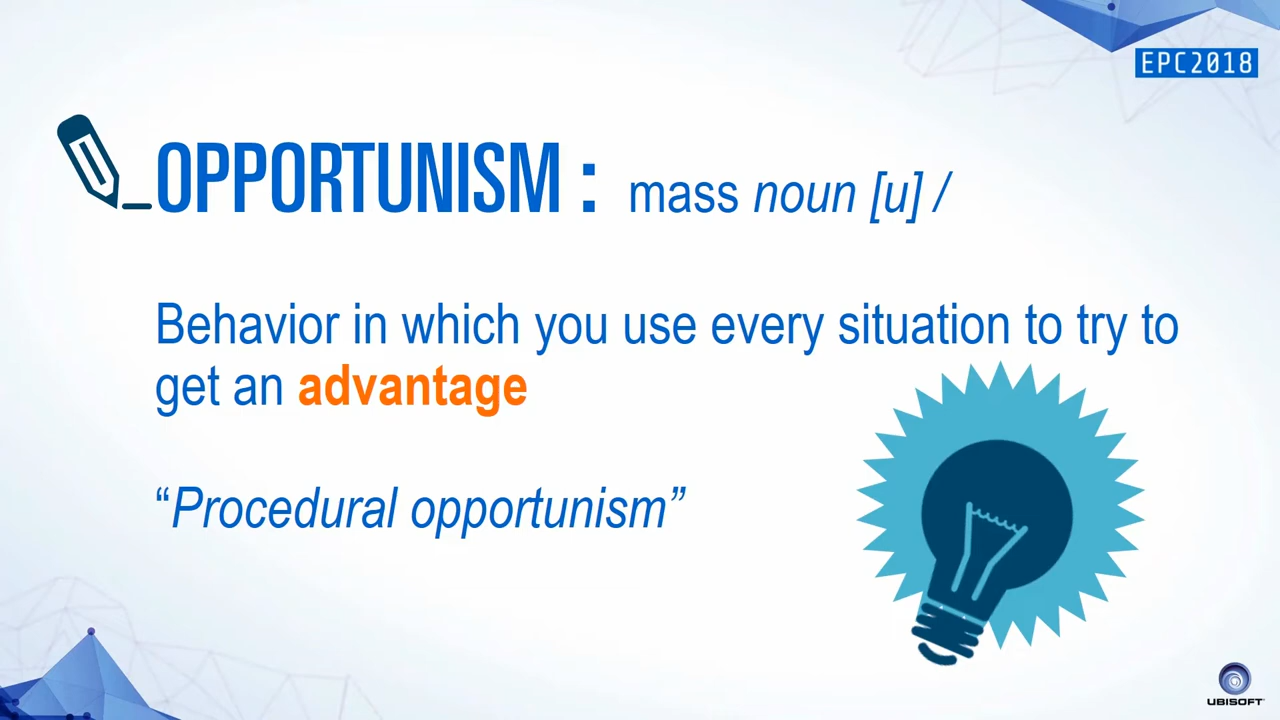 EPC2018
OPPORTUNISM : mass noun [u] /
Behavior in which you use every situation to try to
get an advantage
“Procedural opportunism”
UBISOFT